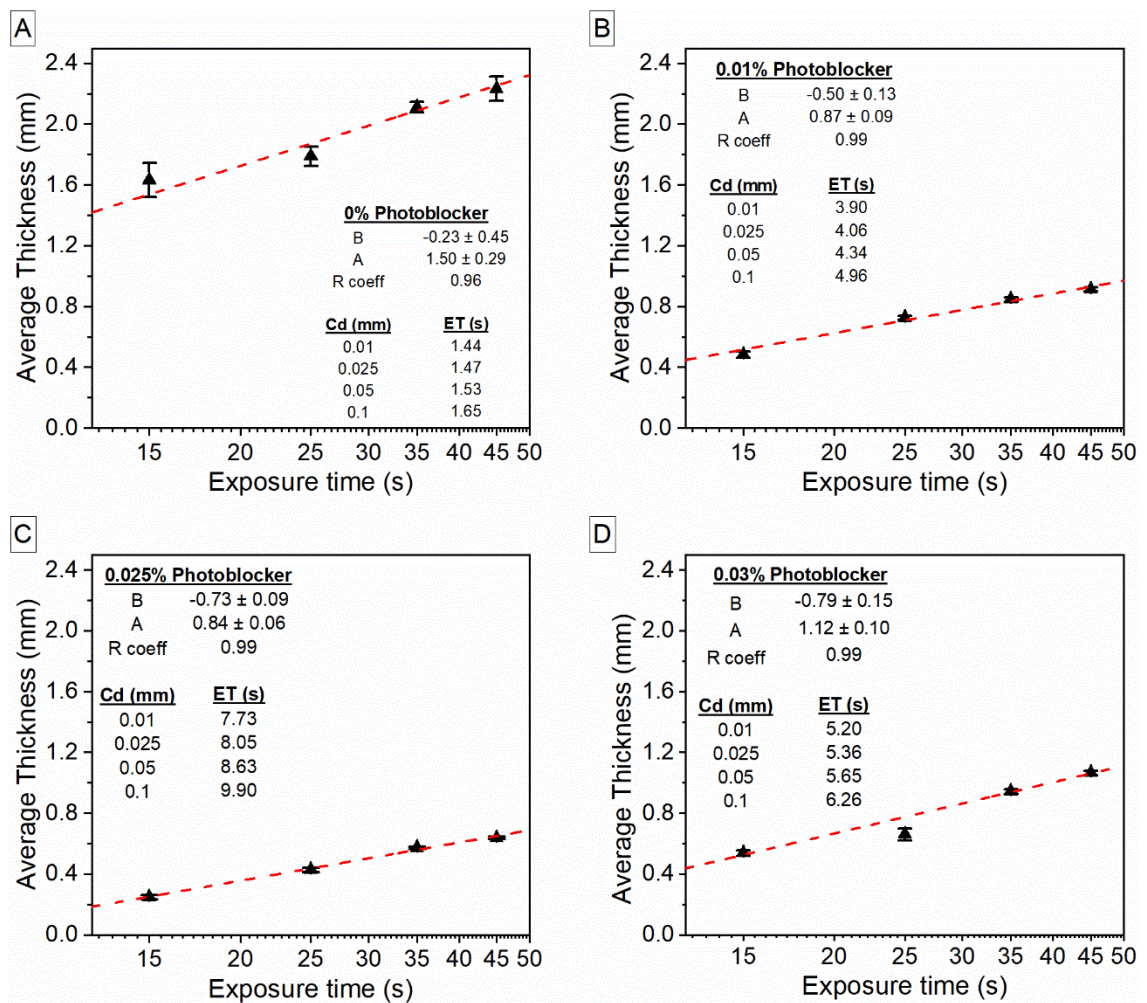 A
Average Thickness (mm)
2.4
2.0
1.6
1.2
0.8
0.4
0.0
0% Photoblocker
B -0.23 ± 0.45
A 1.50 ± 0.29
R coeff 0.96
Cd (mm) ET (s)
0.01 1.44
0.025 1.47
0.05 1.53
0.1 1.65
15 20 25 30 35 40 45 50
Exposure time (s)
B
Average Thickness (mm)
2.4
2.0
1.6
1.2
0.8
0.4
0.0
0.01% Photoblocker
B -0.50 ± 0.13
A 0.87 ± 0.09
R coeff 0.99
Cd (mm) ET (s)
0.01 3.90
0.025 4.06
0.05 4.34
0.1 4.96
15 20 25 30 35 40 45 50
Exposure time (s)
C
Average Thickness (mm)
2.4
2.0
1.6
1.2
0.8
0.4
0.0
0.025% Photoblocker
B -0.73 ± 0.09
A 0.84 ± 0.06
R coeff 0.99
Cd (mm) ET (s)
0.01 7.73
0.025 8.05
0.05 8.63
0.1 9.90
15 20 25 30 35 40 45 50
Exposure time (s)
D
Average Thickness (mm)
2.4
2.0
1.6
1.2
0.8
0.4
0.0
0.03% Photoblocker
B -0.79 ± 0.15
A 1.12 ± 0.10
R coeff 0.99
Cd (mm) ET (s)
0.01 5.20
0.025 5.36
0.05 5.65
0.1 6.26
15 20 25 30 35 40 45 50
Exposure time (s)